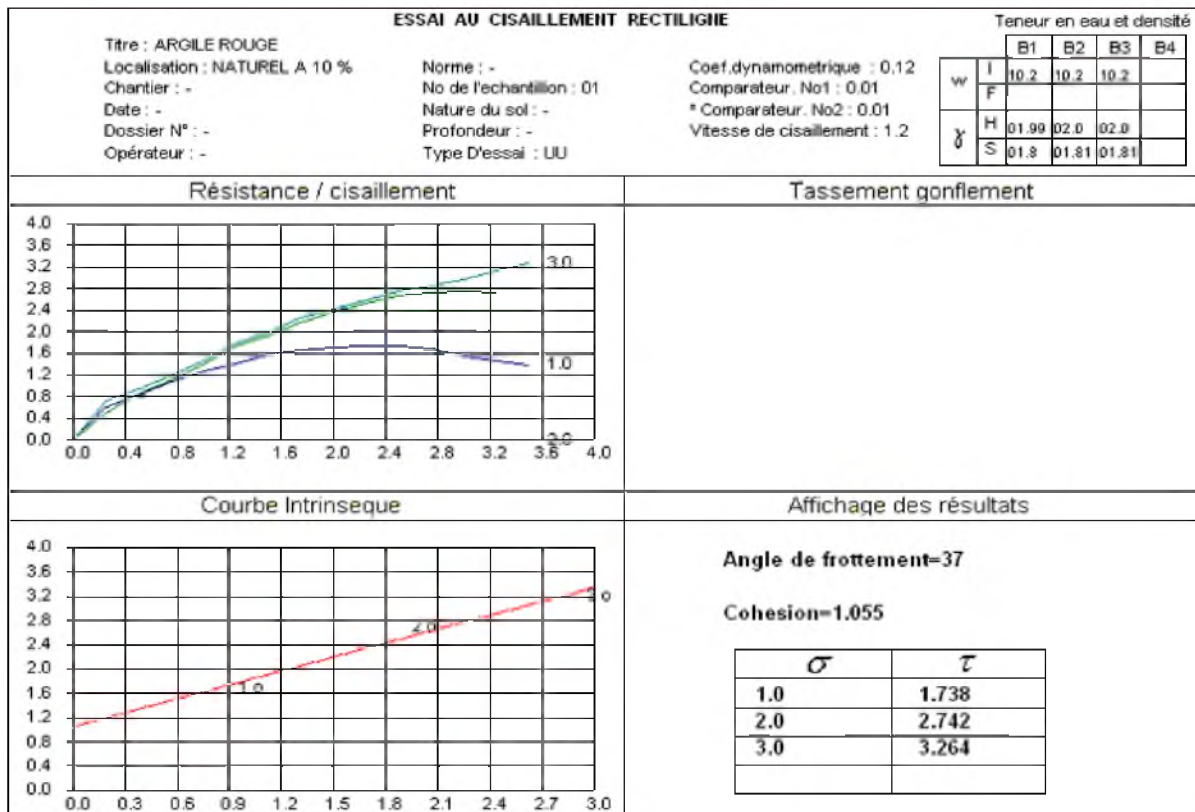 ESSAI AU CISAILLEMENT RECTILIGNE
Titre : ARGILE ROUGE
Localisation : NATUREL A 10 %
Chantier : -
Date : -
Dossier N° : -
Opérateur : -
Norme : -
No de l'echantillion : 01
Nature du sol : -
Profondeur : -
Type D'essai : UU
Coef.dynamometrique : 0.12
Comparateur. No1 : 0.01
* Comparateur. No2 : 0.01
Vitesse de cisaillement : 1.2
Teneur en eau et densité
B1 B2 B3 B4
W I 10.2 10.2 10.2
F
γ H 01.99 02.0 02.0
S 01.8 01.81 01.81
Résistance / cisaillement
4.0
3.6
3.2
2.8
2.4
2.0
1.6
1.2
0.8
0.4
0.0
3.0
1.0
2.0
0.0 0.4 0.8 1.2 1.6 2.0 2.4 2.8 3.2 3.6 4.0
Tassement gonflement
Courbe Intrinseque
4.0
3.6
3.2
2.8
2.4
2.0
1.6
1.2
0.8
0.4
0.0
1.0
2.0
3.0
0.0 0.3 0.6 0.9 1.2 1.5 1.8 2.1 2.4 2.7 3.0
Affichage des résultats
Angle de frottement=37
Cohesion=1.055
σ τ
1.0 1.738
2.0 2.742
3.0 3.264